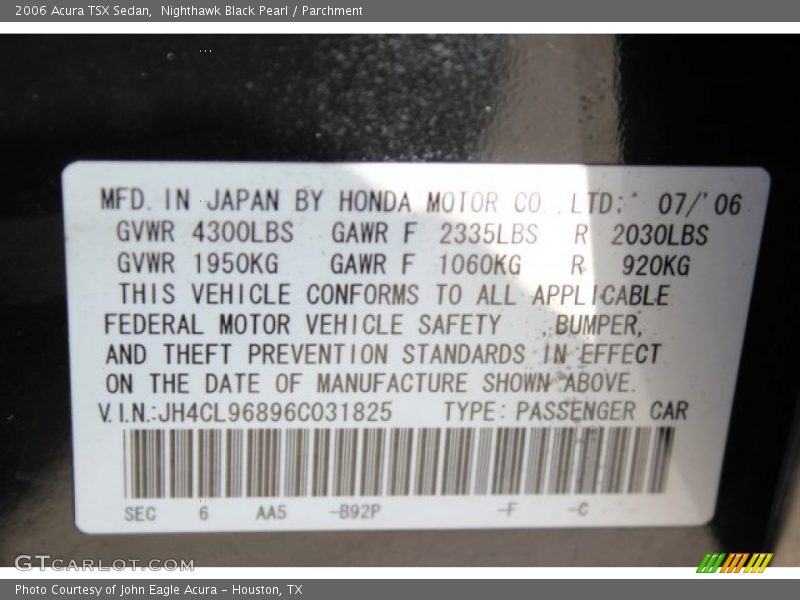 2006 Acura TSX Sedan,  Nighthawk Black Pearl / Parchment
MFD. IN JAPAN BY HONDA MOTOR CO., LTD. 07/'06
GVWR 4300LBS GAWR F 2335LBS R 2030LBS
GVWR 1950KG GAWR F 1060KG R 920KG
THIS VEHICLE CONFORMS TO ALL APPLICABLE
FEDERAL MOTOR VEHICLE SAFETY BUMPER,
AND THEFT PREVENTION STANDARDS IN EFFECT
ON THE DATE OF MANUFACTURE SHOWN ABOVE.
V.I.N.:JH4CL96896C031825 TYPE: PASSENGER CAR
SEC 6 AA5 -B92P -F -C
GTCARLOT.COM
Photo Courtesy of John Eagle Acura - Houston, TX